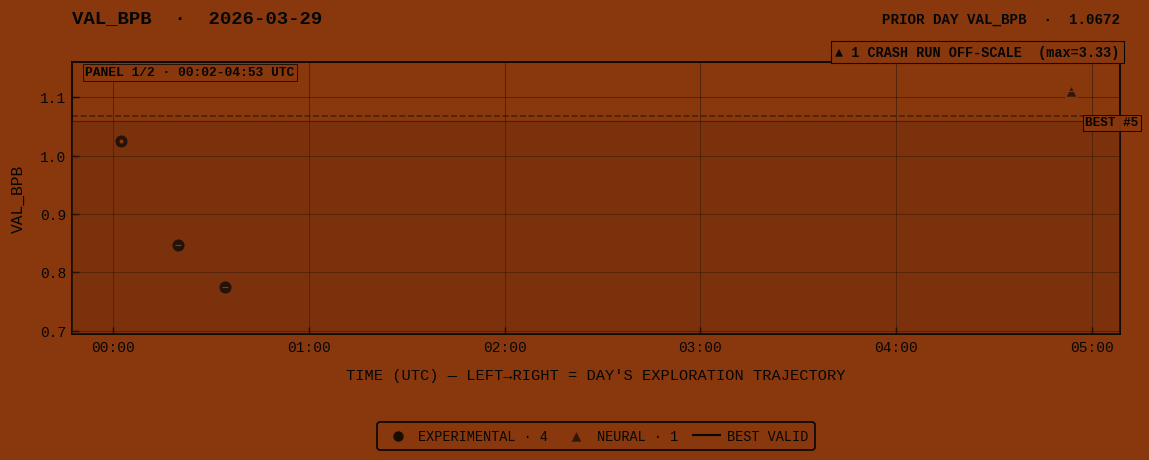 VAL_BPB · 2026-03-29
PRIOR DAY VAL_BPB · 1.0672
▲ 1 CRASH RUN OFF-SCALE (max=3.33)
PANEL 1/2 · 00:02-04:53 UTC
1.1
BEST #5
1.0
0.9
0.8
0.7
VAL_BPB
00:00 01:00 02:00 03:00 04:00 05:00
TIME (UTC) — LEFT→RIGHT = DAY'S EXPLORATION TRAJECTORY
EXPERIMENTAL · 4 NEURAL · 1 BEST VALID